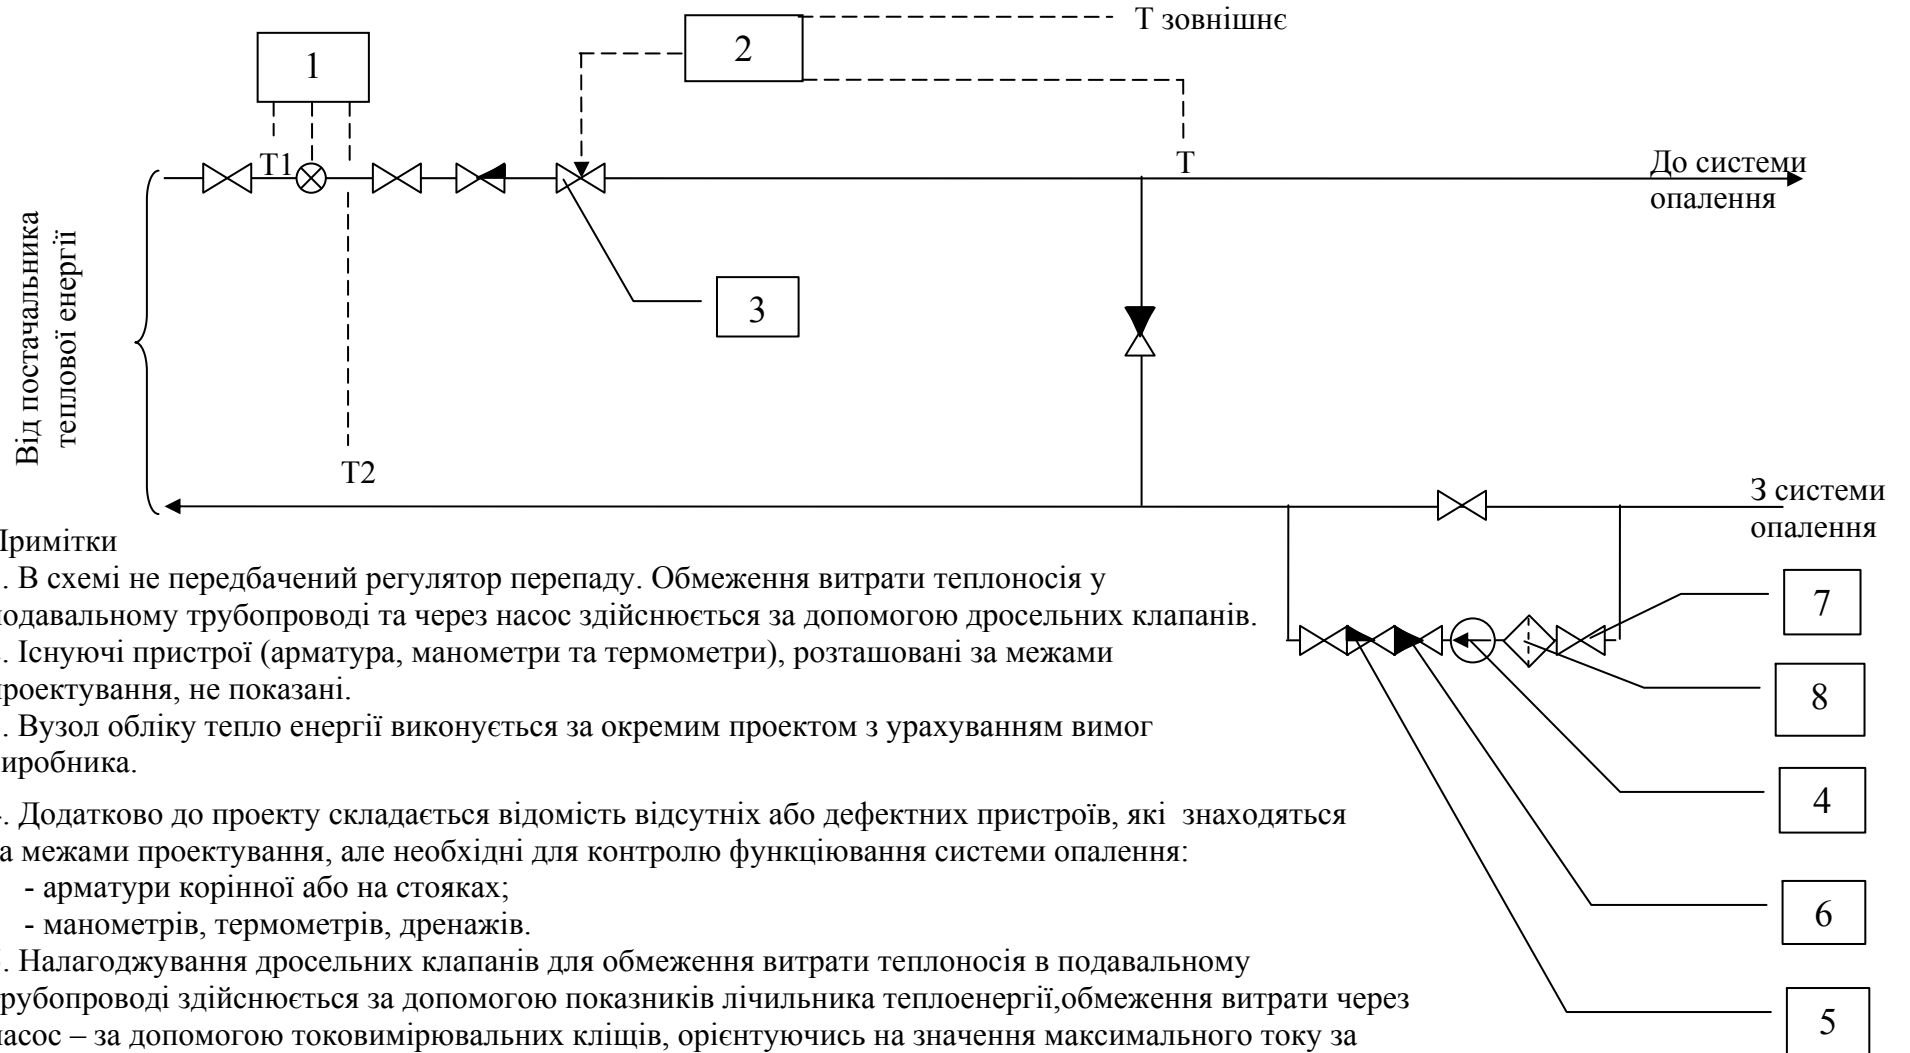 Т зовнішнє
1
2
Т1
Т
До системи
опалення
Від постачальника
теплової енергії
3
Т2
З системи
опалення
Примітки
. В схемі не передбачений регулятор перепаду. Обмеження витрати теплоносія у
подавальному трубопроводі та через насос здійснюється за допомогою дросельних клапанів.
. Існуючі пристрої (арматура, манометри та термометри), розташовані за межами
проектування, не показані.
. Вузол обліку тепло енергії виконується за окремим проектом з урахуванням вимог
виробника.
. Додатково до проекту складається відомість відсутніх або дефектних пристроїв, які знаходяться
за межами проектування, але необхідні для контролю функціювання системи опалення:
- арматури корінної або на стояках;
- манометрів, термометрів, дренажів.
. Налагоджування дросельних клапанів для обмеження витрати теплоносія в подавальному
трубопроводі здійснюється за допомогою показників лічильника теплоенергії,обмеження витрати через
насос – за допомогою токовимірювальних кліщів, орієнтуючись на значення максимального току за
7
8
4
6
5